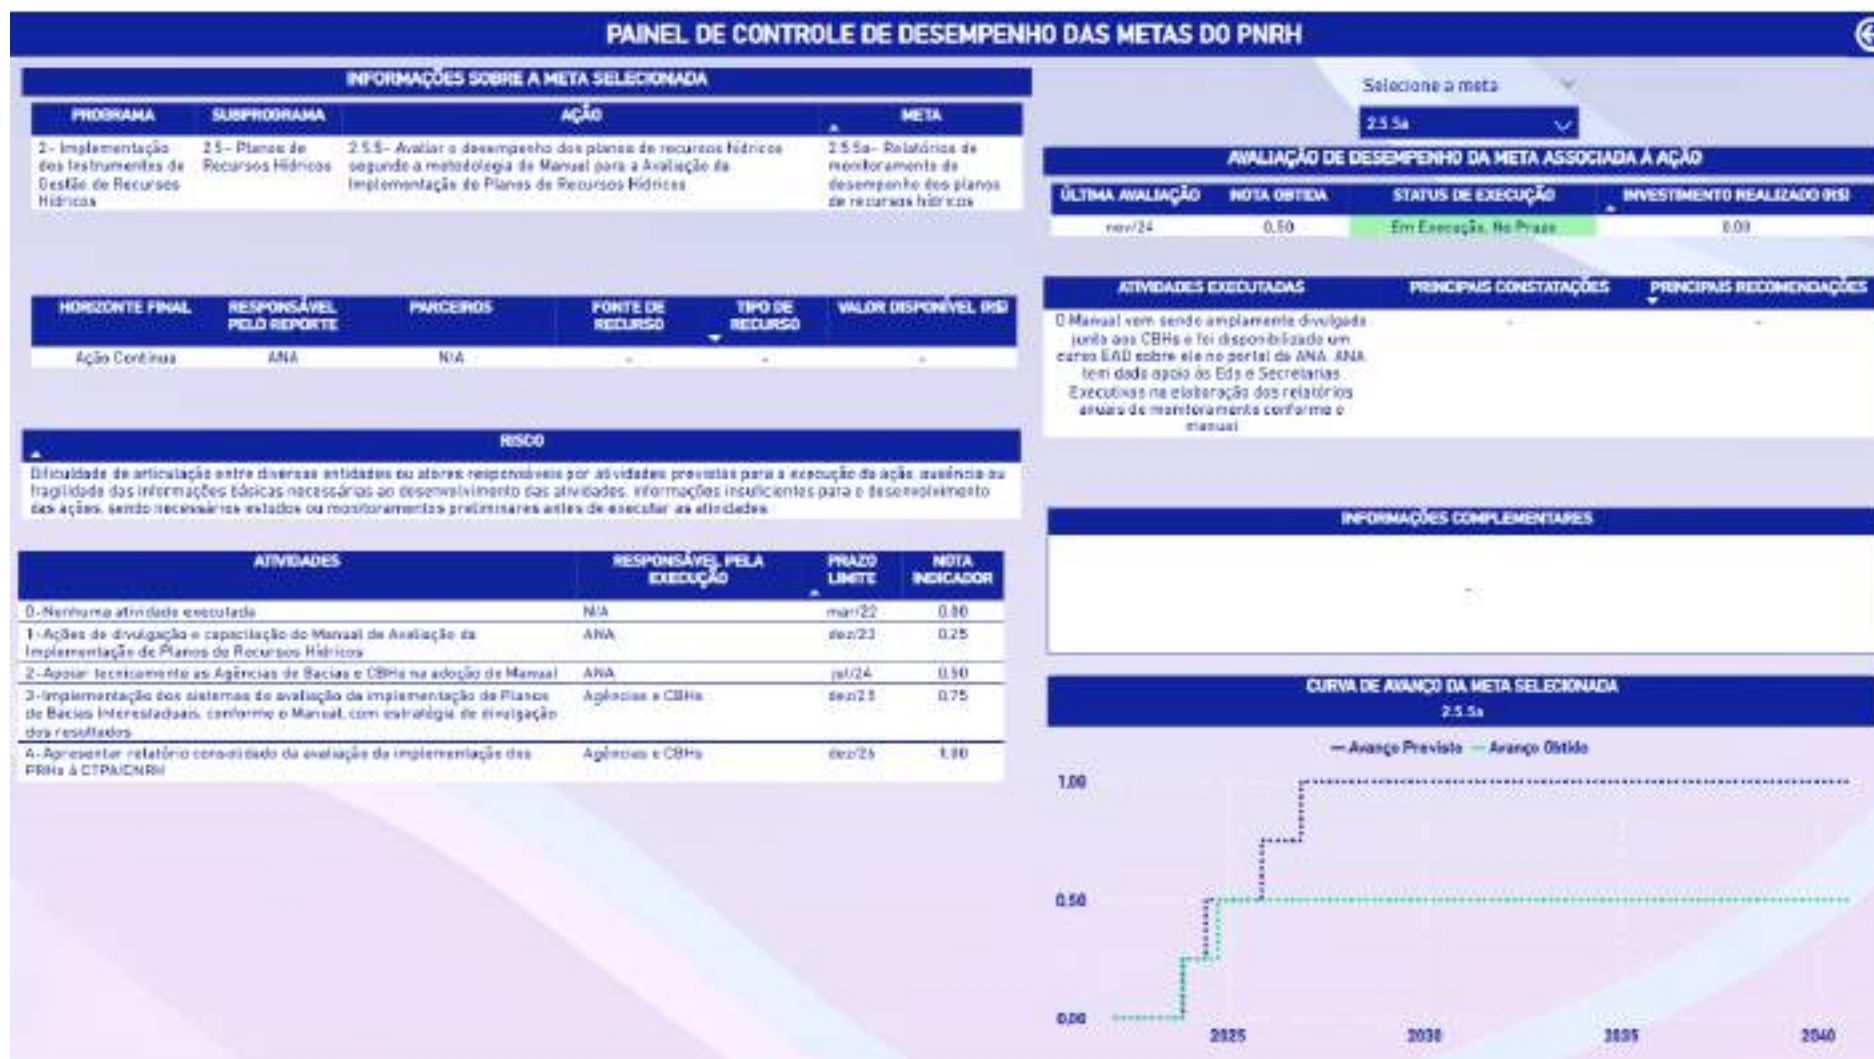 PAINEL DE CONTROLE DE DESEMPENHO DAS METAS DO PNRH
INFORMAÇÕES SOBRE A META SELECIONADA
PROGRAMA SUBPROGRAMA AÇÃO META
2- Implementação dos Instrumentos de Gestão de Recursos Hídricos
2.5- Planos de Recursos Hídricos
2.5.5- Avaliar o desempenho dos planos de recursos hídricos
segundo a metodologia do Manual para a Avaliação da
Implementação de Planos de Recursos Hídricos
2.5.5a- Relatórios de
monitoramento do
desempenho dos planos
de recursos hídricos
HORIZONTE FINAL RESPONSÁVEL PELO REPORTE PARCEIROS FONTE DE RECURSO TIPO DE RECURSO VALOR DISPONÍVEL (R$)
Ação Contínua ANA N/A - - -
RISCO
Dificuldade de articulação entre diversas entidades ou atores responsáveis por atividades previstas para a execução da ação, ausência ou
fragilidade das informações básicas necessárias ao desenvolvimento das atividades, informações insuficientes para o desenvolvimento
das ações, sendo necessários estudos ou monitoramentos preliminares antes de executar as atividades
ATIVIDADES RESPONSÁVEL PELA EXECUÇÃO PRAZO LIMITE NOTA INDICADOR
0-Nenhuma atividade executada N/A mar/22 0.00
1-Ações de divulgação e capacitação do Manual de Avaliação da
Implementação de Planos de Recursos Hídricos
ANA dez/23 0.25
2-Apoiar tecnicamente as Agências de Bacias e CBHs na adoção do Manual ANA jul/24 0.50
3-Implementação dos sistemas de avaliação da implementação de Planos
de Bacias Interestaduais, conforme o Manual, com estratégia de divulgação
dos resultados
Agências e CBHs dez/25 0.75
4-Apresentar relatório consolidado da avaliação da implementação dos
PRHs à CTPA/CNRH
Agências e CBHs dez/26 1.00
Selecione a meta
2.5.5a
AVALIAÇÃO DE DESEMPENHO DA META ASSOCIADA À AÇÃO
ÚLTIMA AVALIAÇÃO NOTA OBTIDA STATUS DE EXECUÇÃO INVESTIMENTO REALIZADO (R$)
nov/24 0,50 Em Execução, No Prazo 0.00
ATIVIDADES EXECUTADAS PRINCIPAIS CONSTATAÇÕES PRINCIPAIS RECOMENDAÇÕES
O Manual vem sendo amplamente divulgado
junto aos CBHs e foi disponibilizado um
curso EAD sobre ele no portal da ANA. ANA
tem dado apoio às Eds e Secretarias
Executivas na elaboração dos relatórios
anuais de monitoramento conforme o
manual
- -
INFORMAÇÕES COMPLEMENTARES
-
CURVA DE AVANÇO DA META SELECIONADA
2.5.5a
Avanço Previsto Avanço Obtido
1,00
0,50
0,00
2025 2030 2035 2040